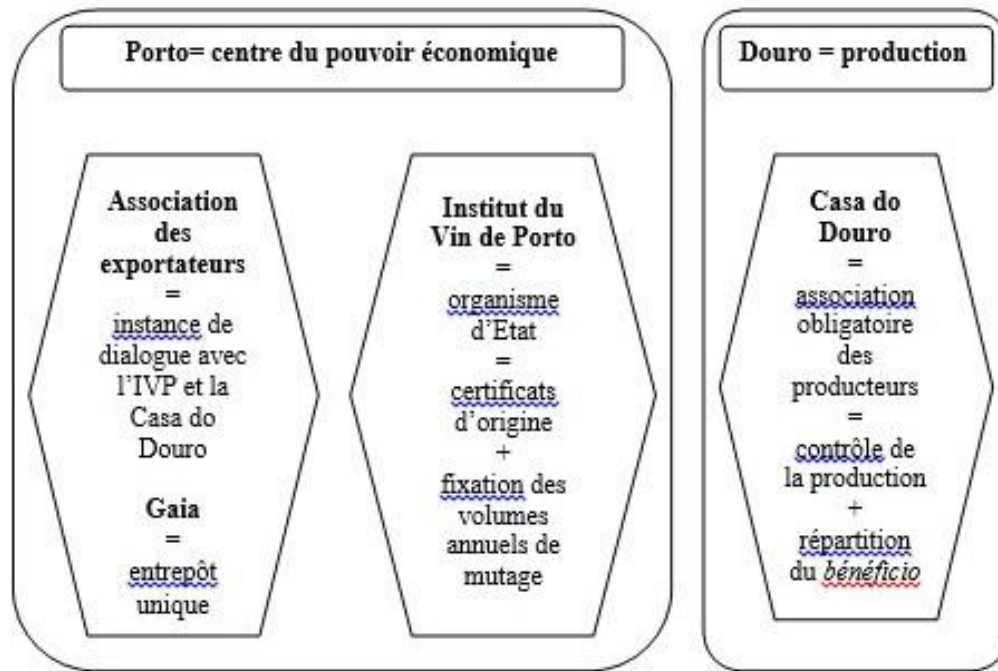 Porto= centre du pouvoir économique
Association
des
exportateurs
=
instance de
dialogue avec
l'IVP et la
Casa do
Douro
Gaia
=
entrepôt
unique
Institut du
Vin de Porto
=
organisme
d'Etat
=
certificats
d'origine
+
fixation des
volumes
annuels de
mutage
Douro = production
Casa do
Douro
=
association
obligatoire
des
producteurs
=
contrôle de
la production
+
répartition
du bénéficio